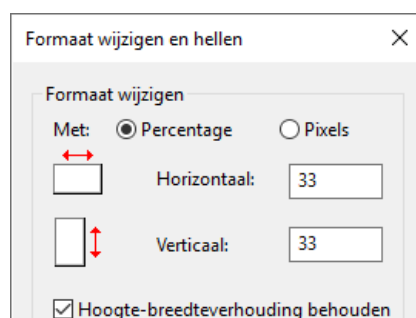 Formaat wijzigen en hellen
Formaat wijzigen
Met: Percentage Pixels
Horizontaal: 33
Verticaal: 33
Hoogte-breedteverhouding behouden